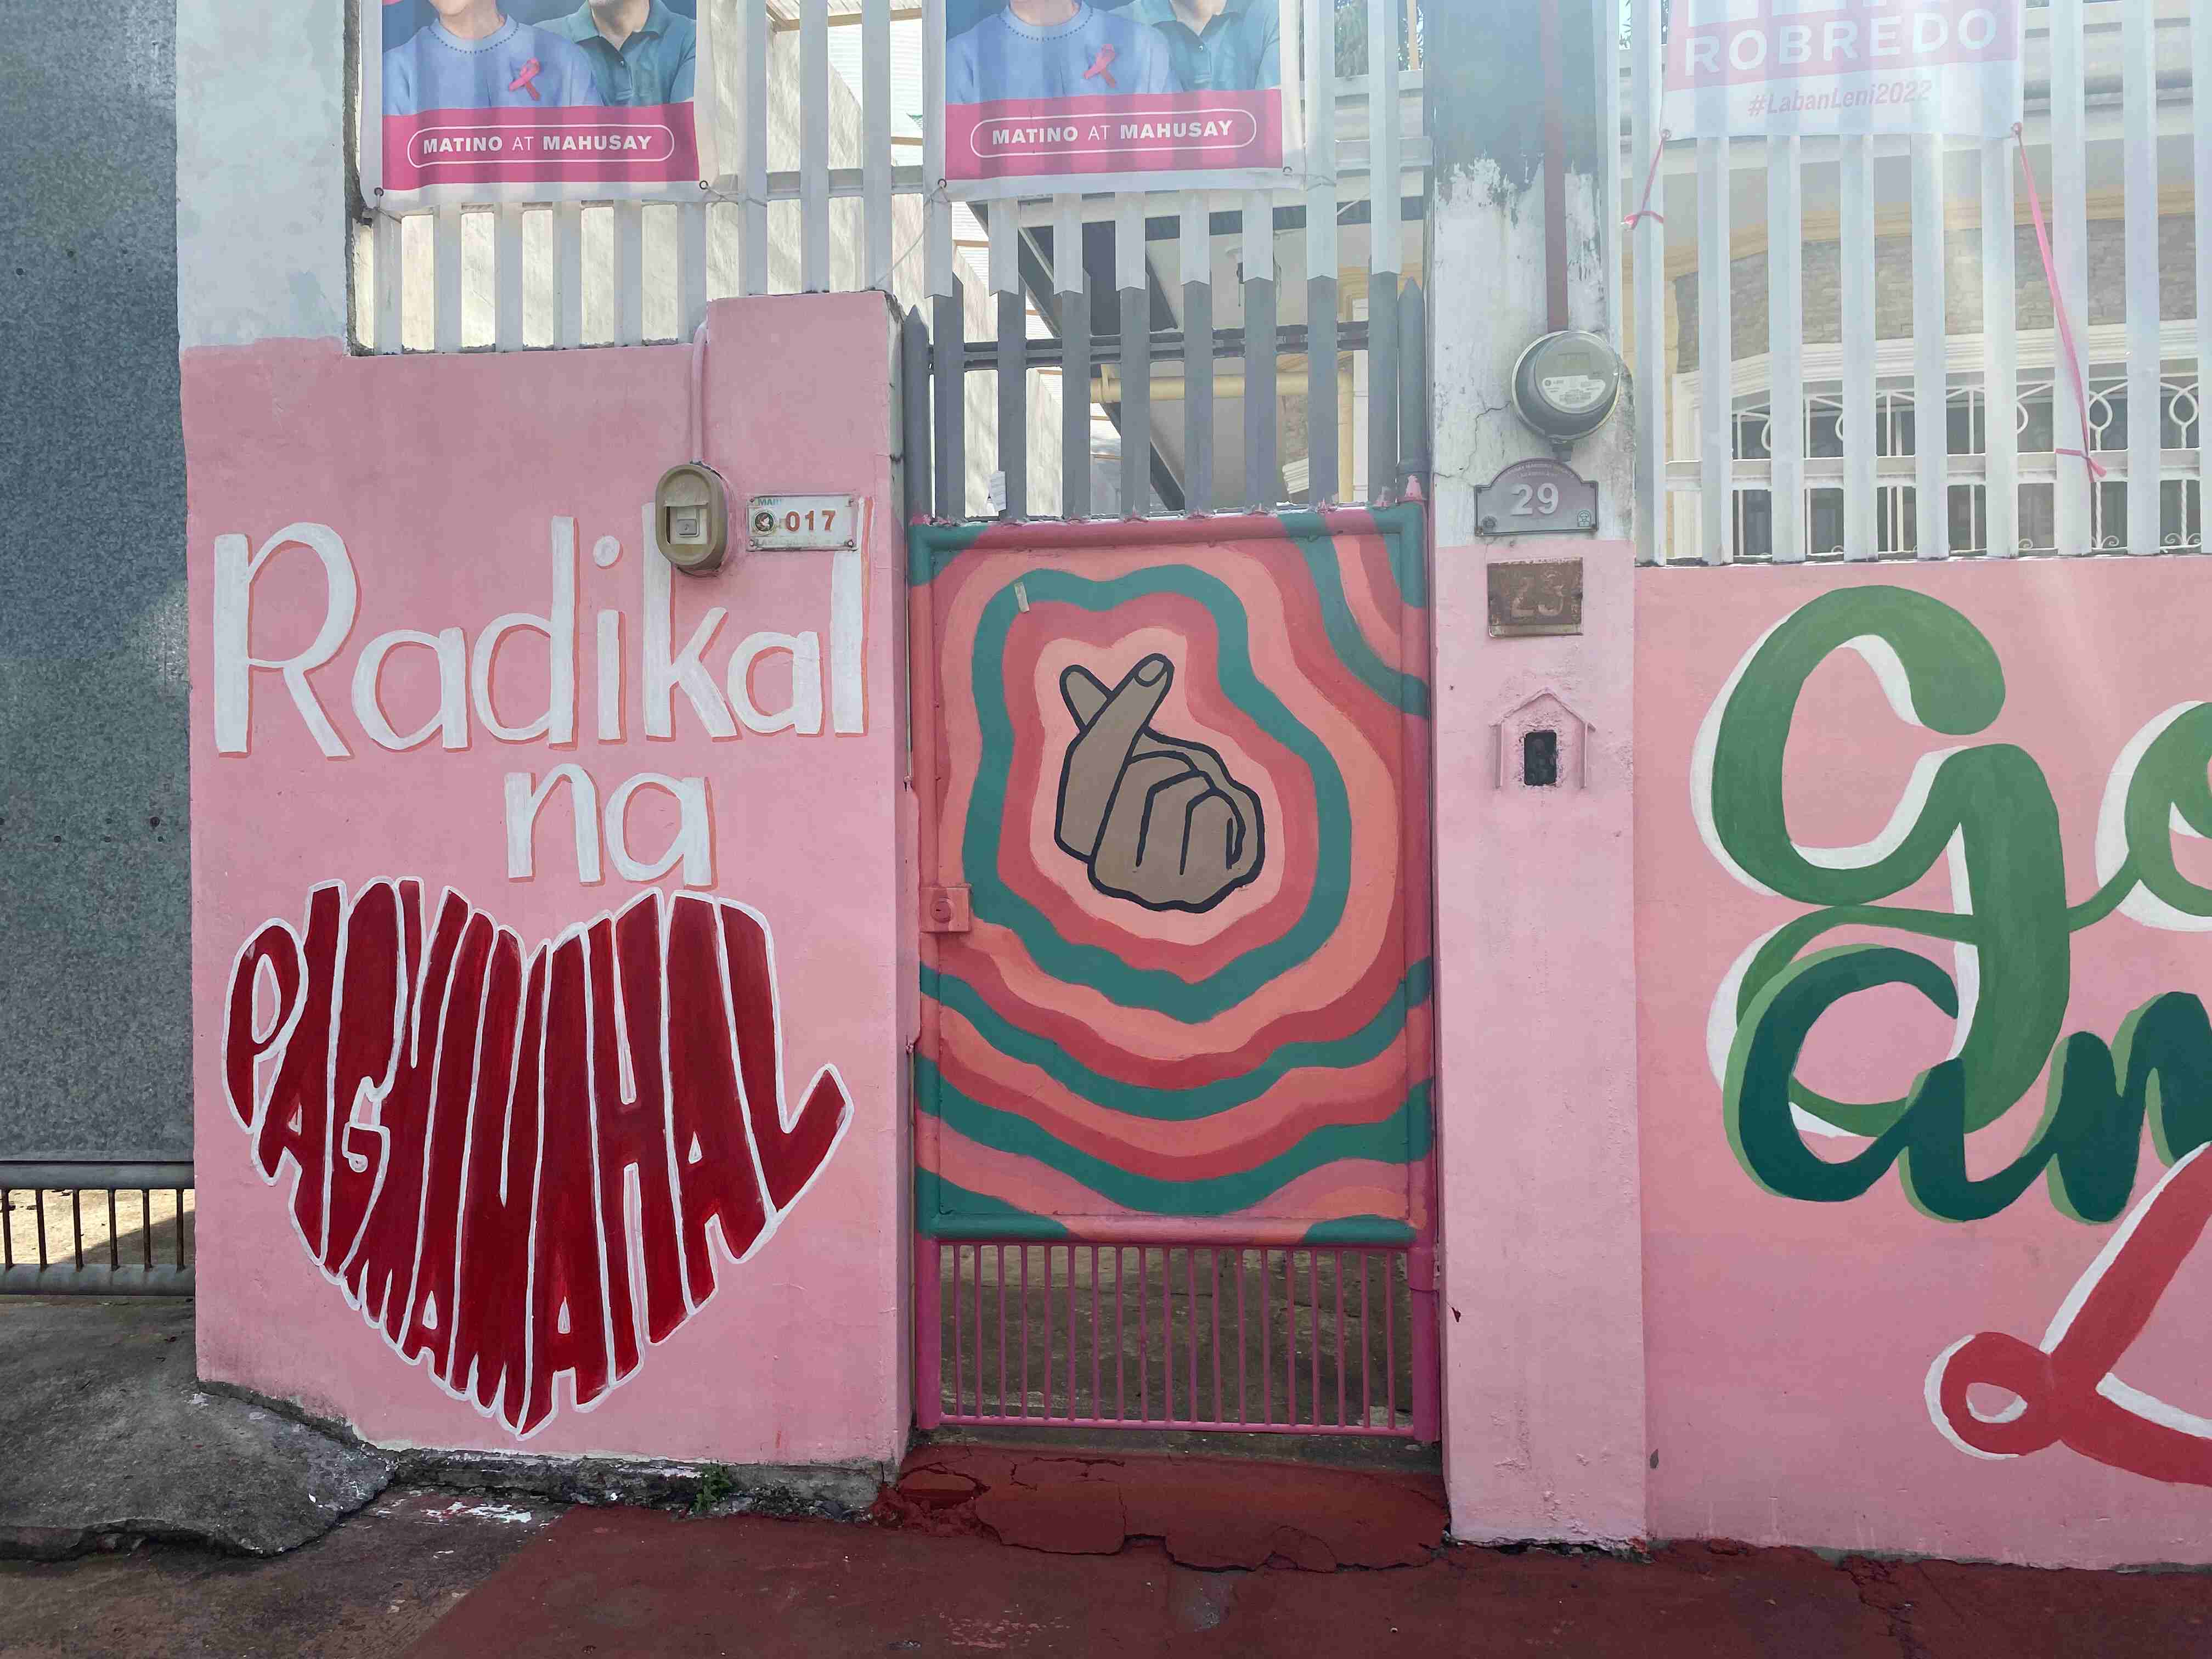 MATINO AT MAHUSAY
MATINO AT MAHUSAY
ROBREDO
#LabanLeni2022
017
29
23
Radikal
na
PAGMAMAHAL